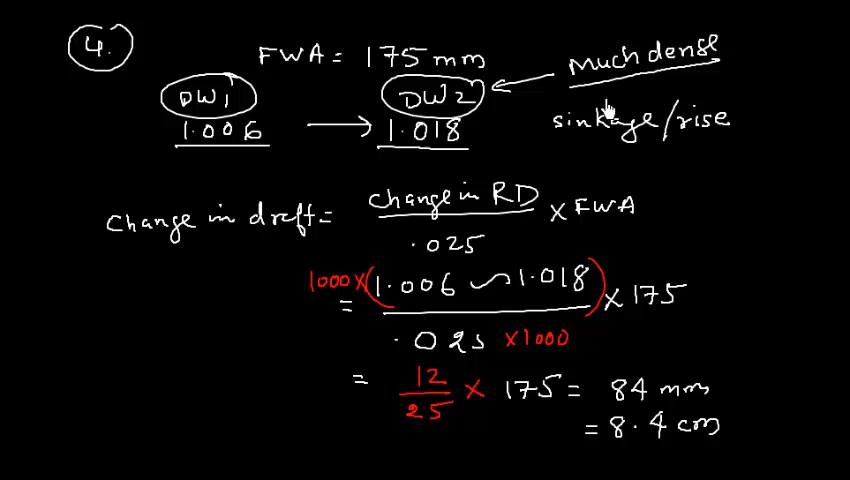 4.
FWA = 175 mm
Much dense
DW1
DW2
1.006 → 1.018
sinkage/rise
Change in draft = change in RD / .025 × FWA
= 1000 × (1.006 ~ 1.018) / .025 × 1000 × 175
= 12/25 × 175 = 84 mm
= 8.4 cm